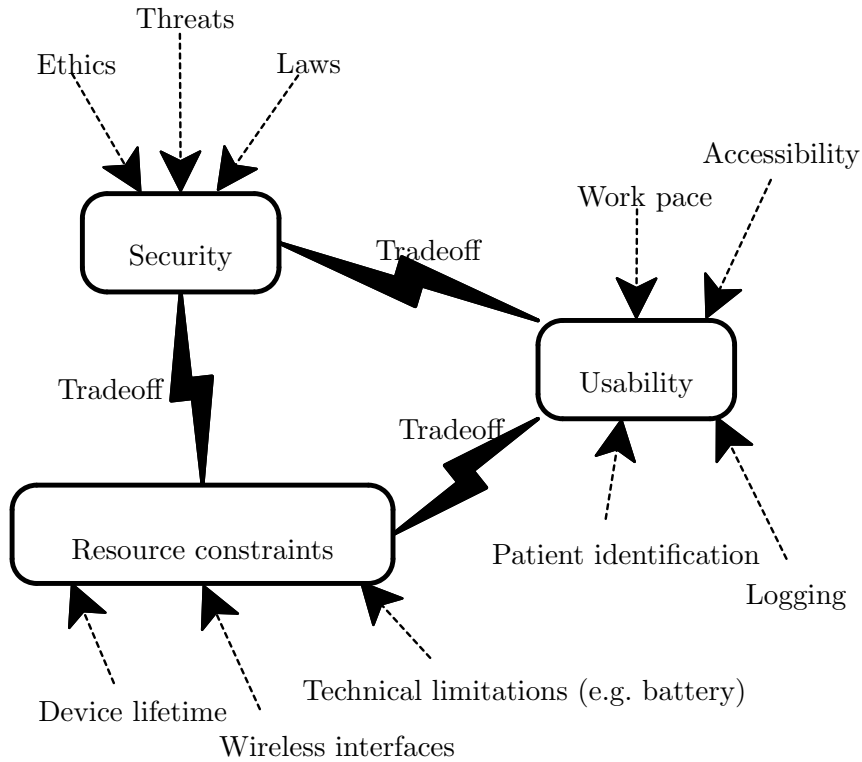 Threats
Ethics
Laws
Accessibility
Work pace
Security
Tradeoff
Usability
Tradeoff
Tradeoff
Resource constraints
Patient identification
Logging
Technical limitations (e.g. battery)
Device lifetime
Wireless interfaces